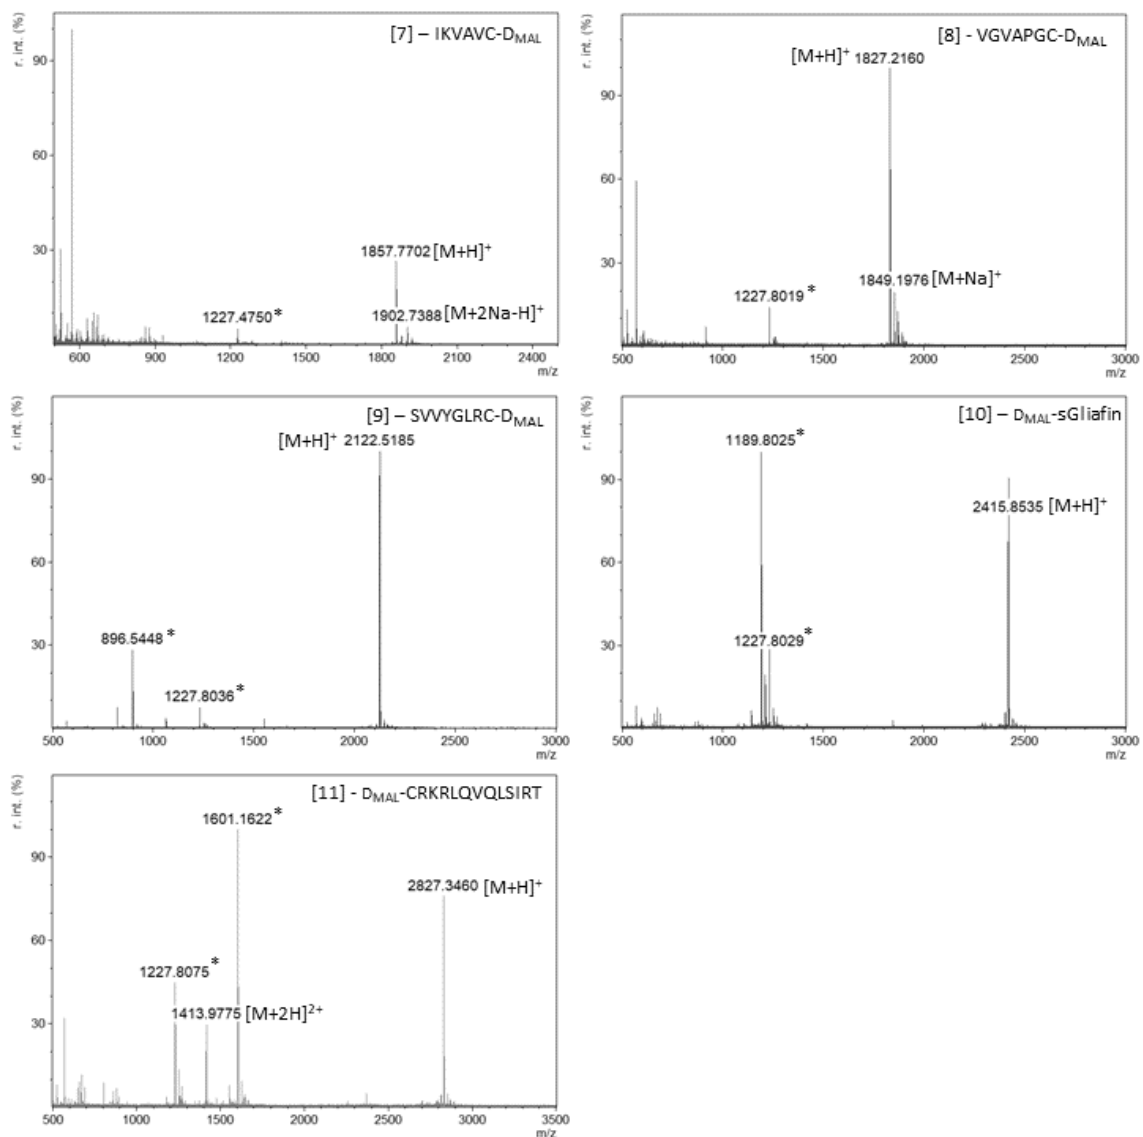 [7] – IKVAVC-DMAL
r. int. (%)
90
60
30
1857.7702 [M+H]+
1902.7388 [M+2Na-H]+
1227.4750 *
600 900 1200 1500 1800 2100 2400
m/z
[8] - VGVAPGC-DMAL
r. int. (%)
[M+H]+ 1827.2160
90
60
30
1849.1976 [M+Na]+
1227.8019 *
500 1000 1500 2000 2500 3000
m/z
[9] – SVVYGLRC-DMAL
r. int. (%)
[M+H]+ 2122.5185
90
60
30
896.5448 *
1227.8036 *
500 1000 1500 2000 2500 3000
m/z
[10] – DMAL-sGliafin
r. int. (%)
1189.8025 *
90
2415.8535 [M+H]+
60
30
1227.8029 *
500 1000 1500 2000 2500 3000
m/z
[11] - DMAL-CRKRLQVQLSIRT
r. int. (%)
1601.1622 *
90
2827.3460 [M+H]+
60
1227.8075 *
30
1413.9775 [M+2H]2+
500 1000 1500 2000 2500 3000 3500
m/z